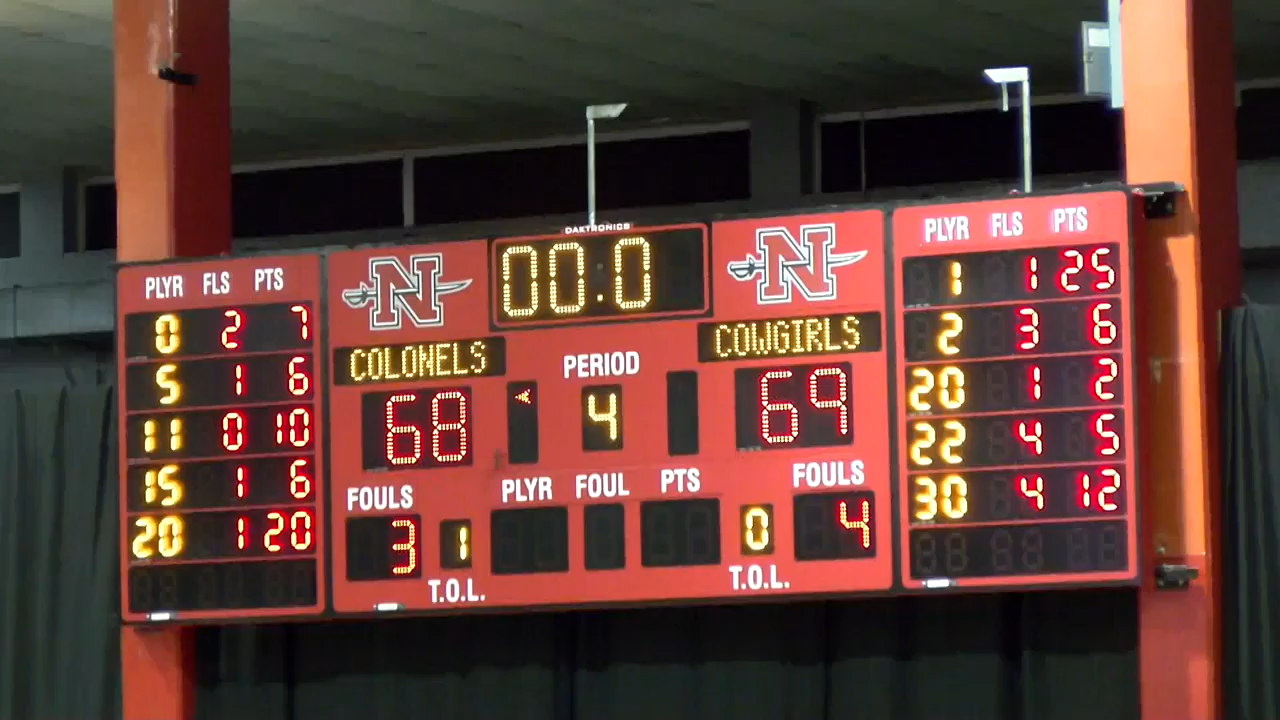 DAKTRONICS
00:0
N
N
COLONELS
COWGIRLS
68
PERIOD
4
69
FOULS
3
1
T.O.L.
PLYR FOUL PTS
FOULS
0
4
T.O.L.
PLYR FLS PTS
0 2 7
5 1 6
11 0 10
15 1 6
20 1 20
PLYR FLS PTS
1 1 25
2 3 6
20 1 2
22 4 5
30 4 12